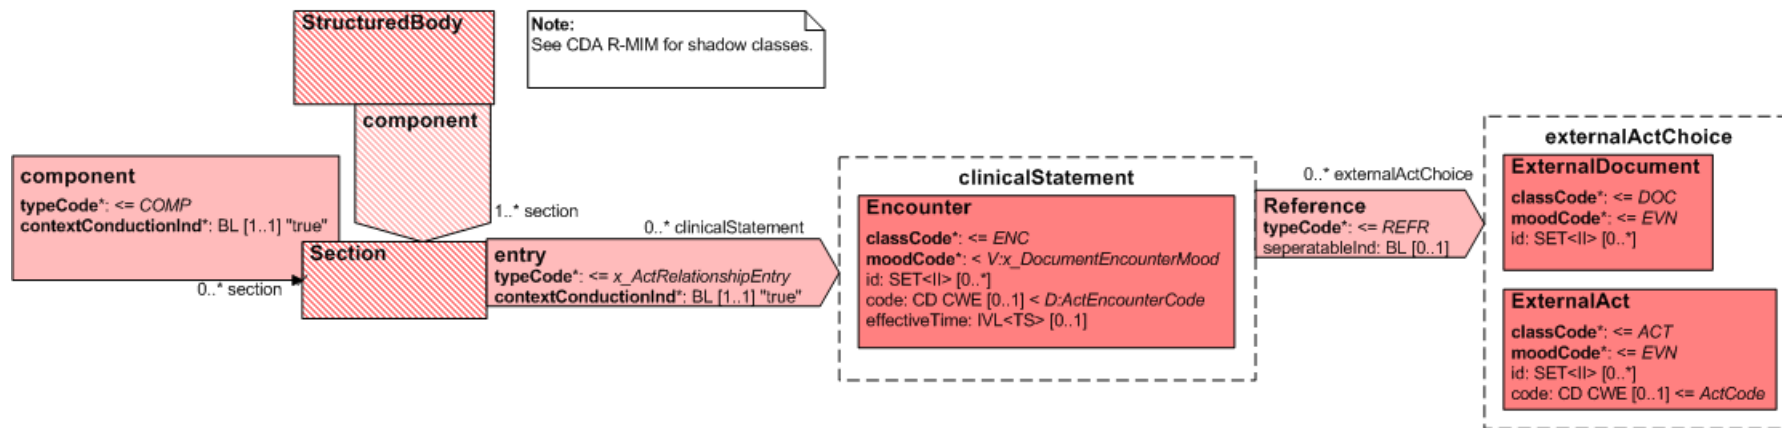 StructuredBody
Note:
See CDA R-MIM for shadow classes.
component
component
typeCode*: <= COMP
contextConductionInd*: BL [1..1] "true"
1..* section
0..* section
Section
0..* clinicalStatement
entry
typeCode*: <= x_ActRelationshipEntry
contextConductionInd*: BL [1..1] "true"
clinicalStatement
Encounter
classCode*: <= ENC
moodCode*: < V:x_DocumentEncounterMood
id: SET<II> [0..*]
code: CD CWE [0..1] < D:ActEncounterCode
effectiveTime: IVL<TS> [0..1]
0..* externalActChoice
Reference
typeCode*: <= REFR
seperatableInd: BL [0..1]
externalActChoice
ExternalDocument
classCode*: <= DOC
moodCode*: <= EVN
id: SET<II> [0..*]
ExternalAct
classCode*: <= ACT
moodCode*: <= EVN
id: SET<II> [0..*]
code: CD CWE [0..1] <= ActCode